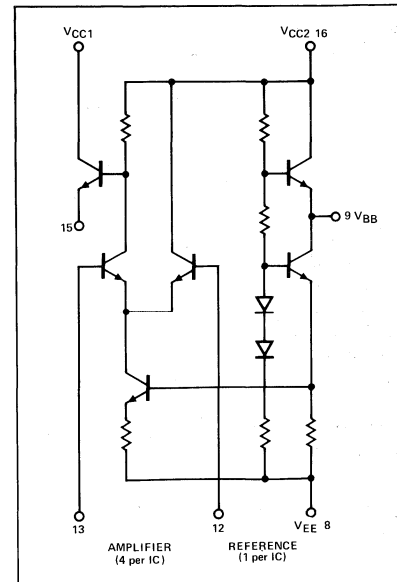 VCC1
VCC2 16
9 VBB
15
13
12
VEE 8
AMPLIFIER
(4 per IC)
REFERENCE
(1 per IC)